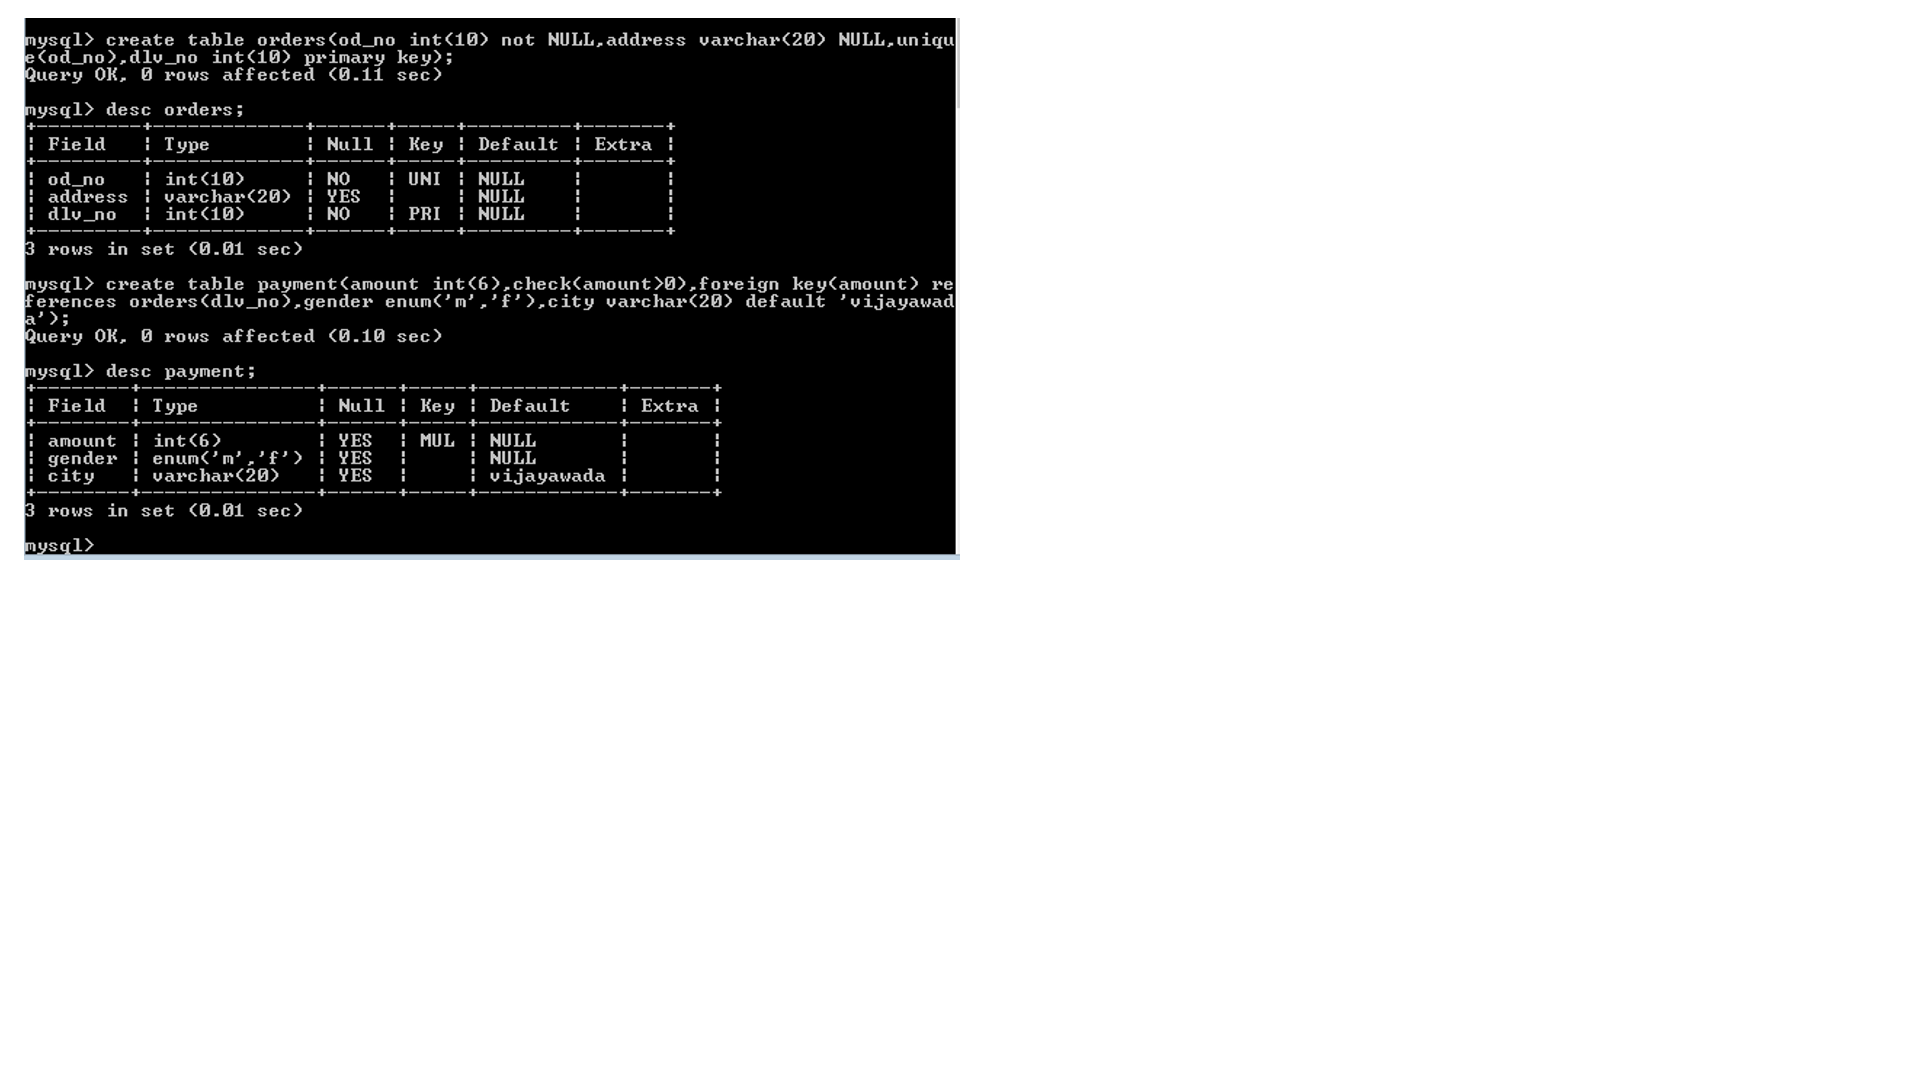 mysql> create table orders(od_no int(10) not NULL,address varchar(20) NULL,uniqu
e(od_no),dlv_no int(10) primary key);
Query OK, 0 rows affected (0.11 sec)
mysql> desc orders;
+---------+-------------+------+-----+---------+-------+
| Field   | Type        | Null | Key | Default | Extra |
+---------+-------------+------+-----+---------+-------+
| od_no   | int(10)     | NO   | UNI | NULL    |       |
| address | varchar(20) | YES  |     | NULL    |       |
| dlv_no  | int(10)     | NO   | PRI | NULL    |       |
+---------+-------------+------+-----+---------+-------+
3 rows in set (0.01 sec)
mysql> create table payment(amount int(6),check(amount>0),foreign key(amount) re
ferences orders(dlv_no),gender enum('m','f'),city varchar(20) default 'vijayawad
a');
Query OK, 0 rows affected (0.10 sec)
mysql> desc payment;
+--------+---------------+------+-----+------------+-------+
| Field  | Type          | Null | Key | Default    | Extra |
+--------+---------------+------+-----+------------+-------+
| amount | int(6)        | YES  | MUL | NULL       |       |
| gender | enum('m','f') | YES  |     | NULL       |       |
| city   | varchar(20)   | YES  |     | vijayawada |       |
+--------+---------------+------+-----+------------+-------+
3 rows in set (0.01 sec)
mysql>